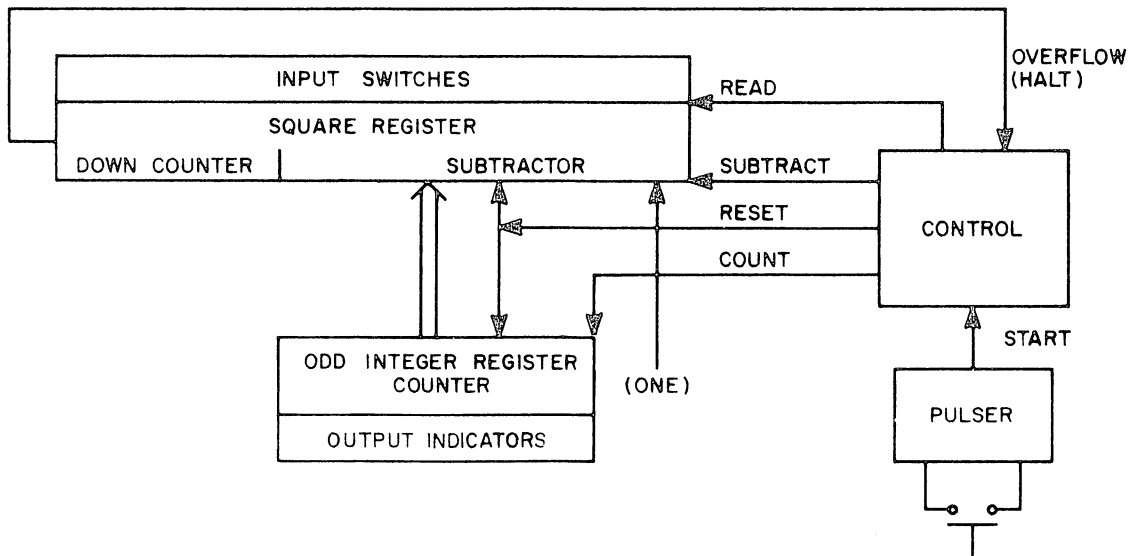 OVERFLOW
(HALT)
INPUT SWITCHES
READ
SQUARE REGISTER
DOWN COUNTER
SUBTRACTOR
SUBTRACT
RESET
CONTROL
COUNT
START
ODD INTEGER REGISTER
COUNTER
(ONE)
PULSER
OUTPUT INDICATORS